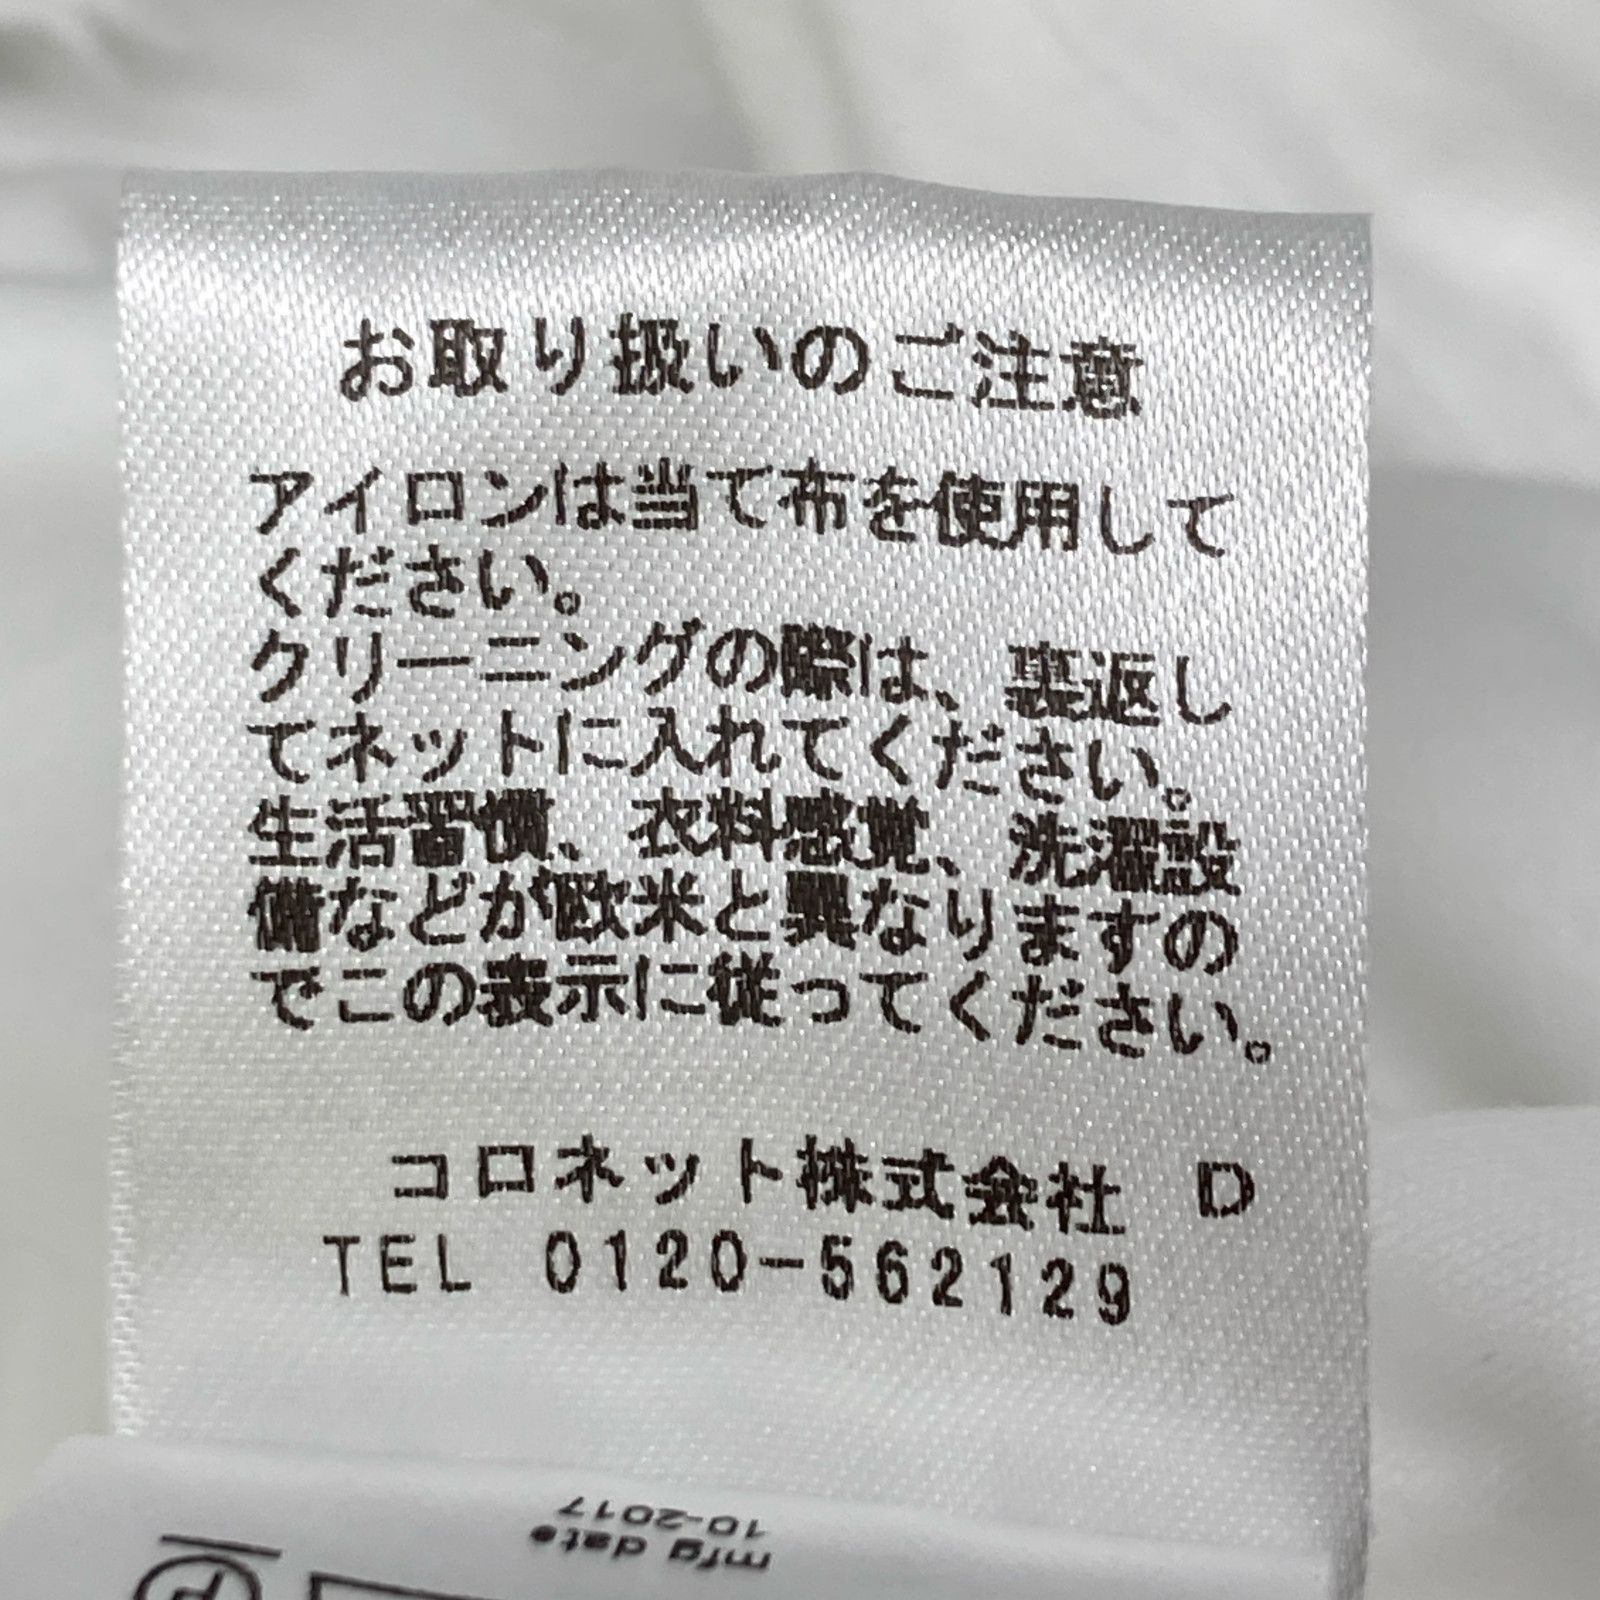 お取り扱いのご注意
アイロンは当て布を使用して
ください。
クリーニングの際は、裏返し
てネットに入れてください。
生活習慣、衣料感覚、洗濯設
備などが欧米と異なりますの
でこの表示に従ってください。
コロネット株式会社 D
TEL 0120-562129
mfg date
10-2017